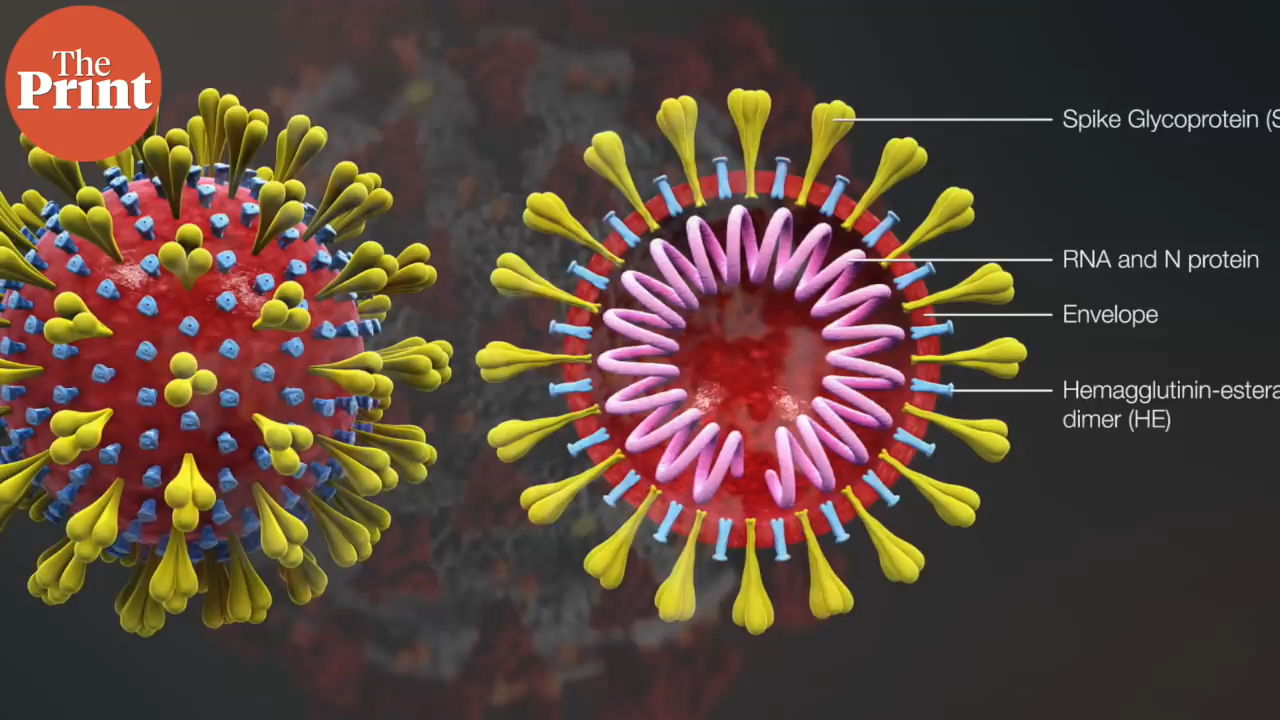 The
Print
Spike Glycoprotein (S
RNA and N protein
Envelope
Hemagglutinin-estera
dimer (HE)